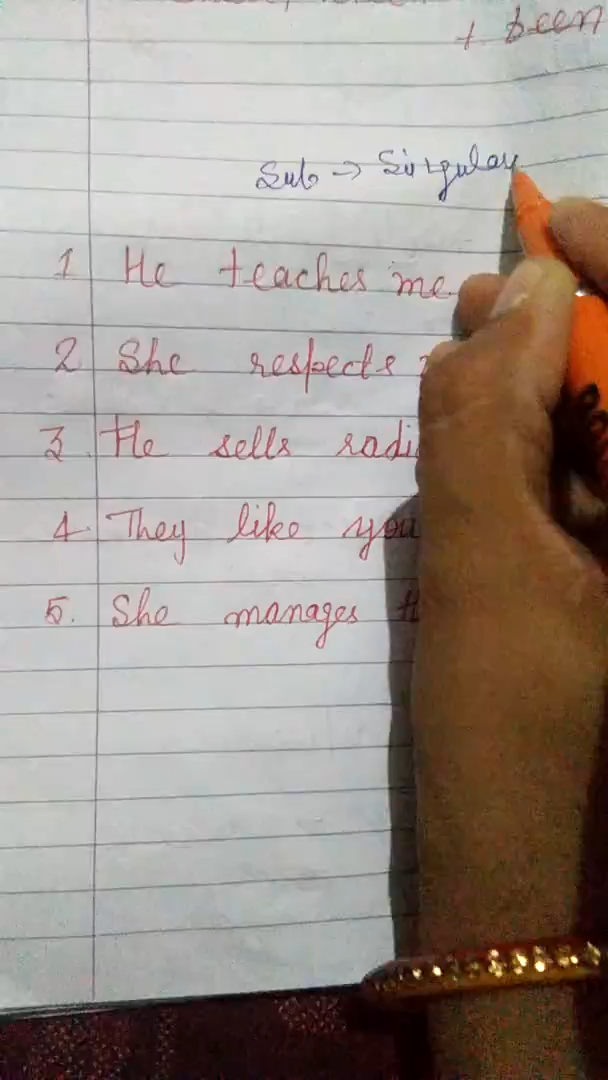 + been
Sub → Singular
1 He teaches me
2 She respects
3. He sells
4. They like you
5. She manages